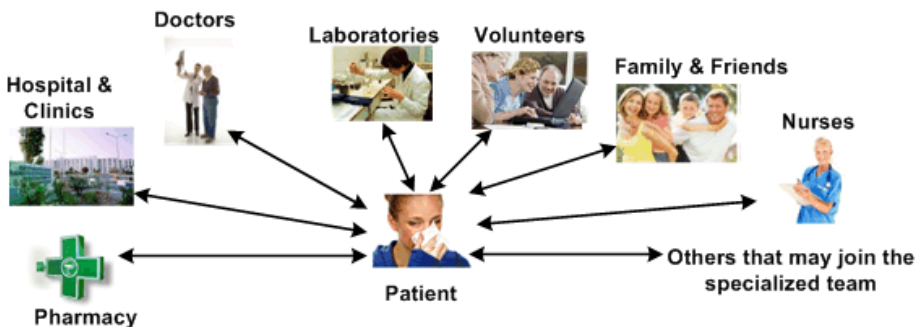 Doctors
Laboratories
Volunteers
Family & Friends
Hospital &
Clinics
Nurses
Others that may join the
specialized team
Patient
Pharmacy